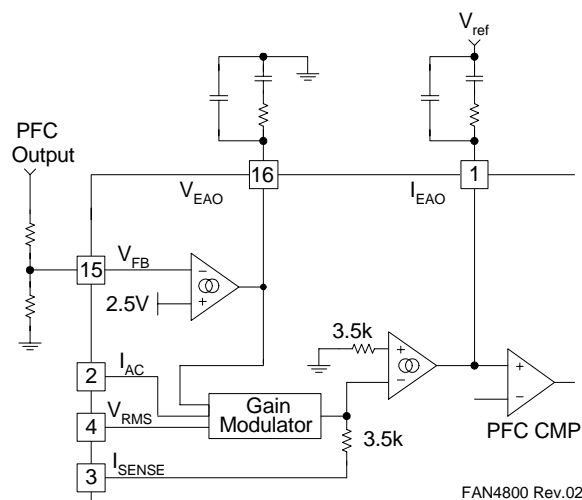 Vref
PFC
Output
16
1
VEAO
IEAO
15
VFB
2.5V
3.5k
2
IAC
4
VRMS
Gain
Modulator
3.5k
PFC CMP
3
ISENSE
FAN4800 Rev.02